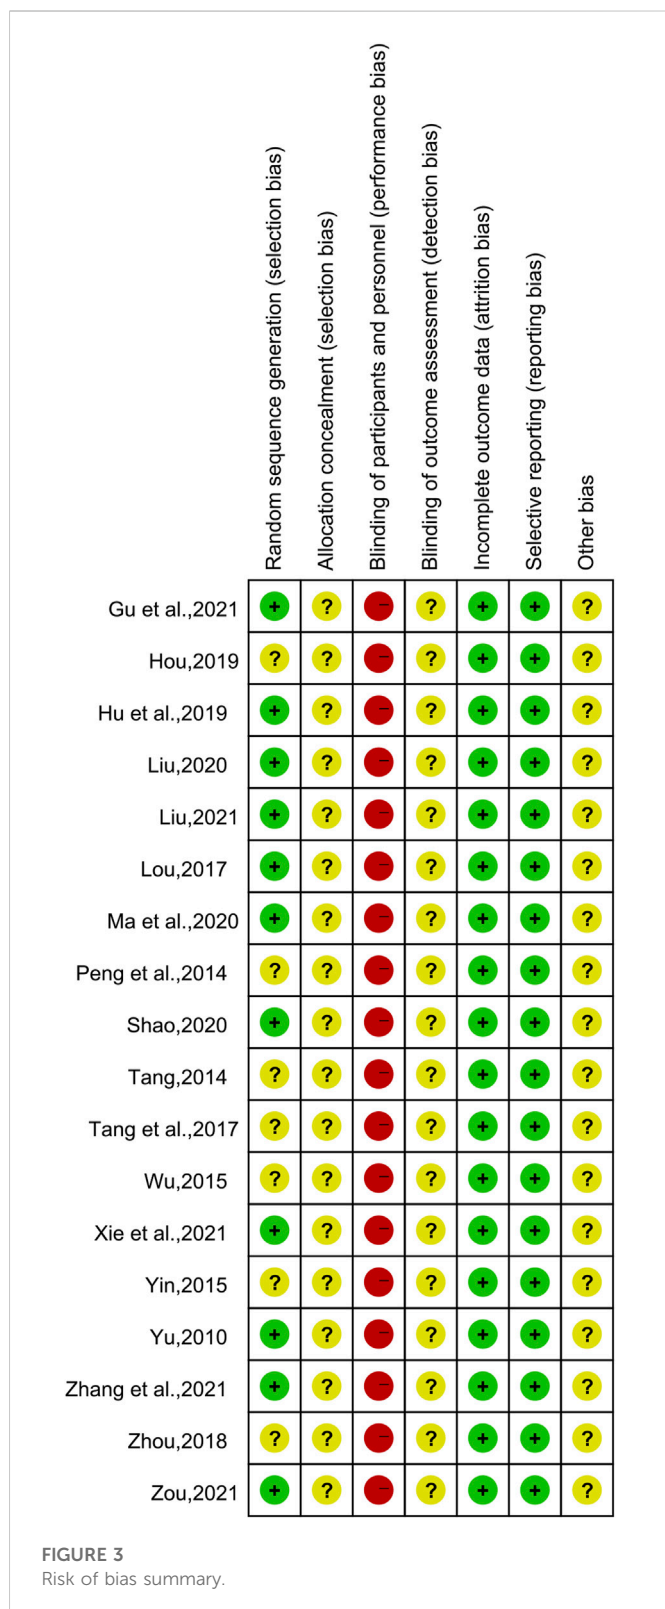 Random sequence generation (selection bias)
Allocation concealment (selection bias)
Blinding of participants and personnel (performance bias)
Blinding of outcome assessment (detection bias)
Incomplete outcome data (attrition bias)
Selective reporting (reporting bias)
Other bias
Gu et al.,2021 + ? – ? + + ?
Hou,2019 ? ? – ? + + ?
Hu et al.,2019 + ? – ? + + ?
Liu,2020 + ? – ? + + ?
Liu,2021 + ? – ? + + ?
Lou,2017 + ? – ? + + ?
Ma et al.,2020 + ? – ? + + ?
Peng et al.,2014 ? ? – ? + + ?
Shao,2020 + ? – ? + + ?
Tang,2014 ? ? – ? + + ?
Tang et al.,2017 ? ? – ? + + ?
Wu,2015 ? ? – ? + + ?
Xie et al.,2021 + ? – ? + + ?
Yin,2015 ? ? – ? + + ?
Yu,2010 + ? – ? + + ?
Zhang et al.,2021 + ? – ? + + ?
Zhou,2018 ? ? – ? + + ?
Zou,2021 + ? – ? + + ?
FIGURE 3
Risk of bias summary.